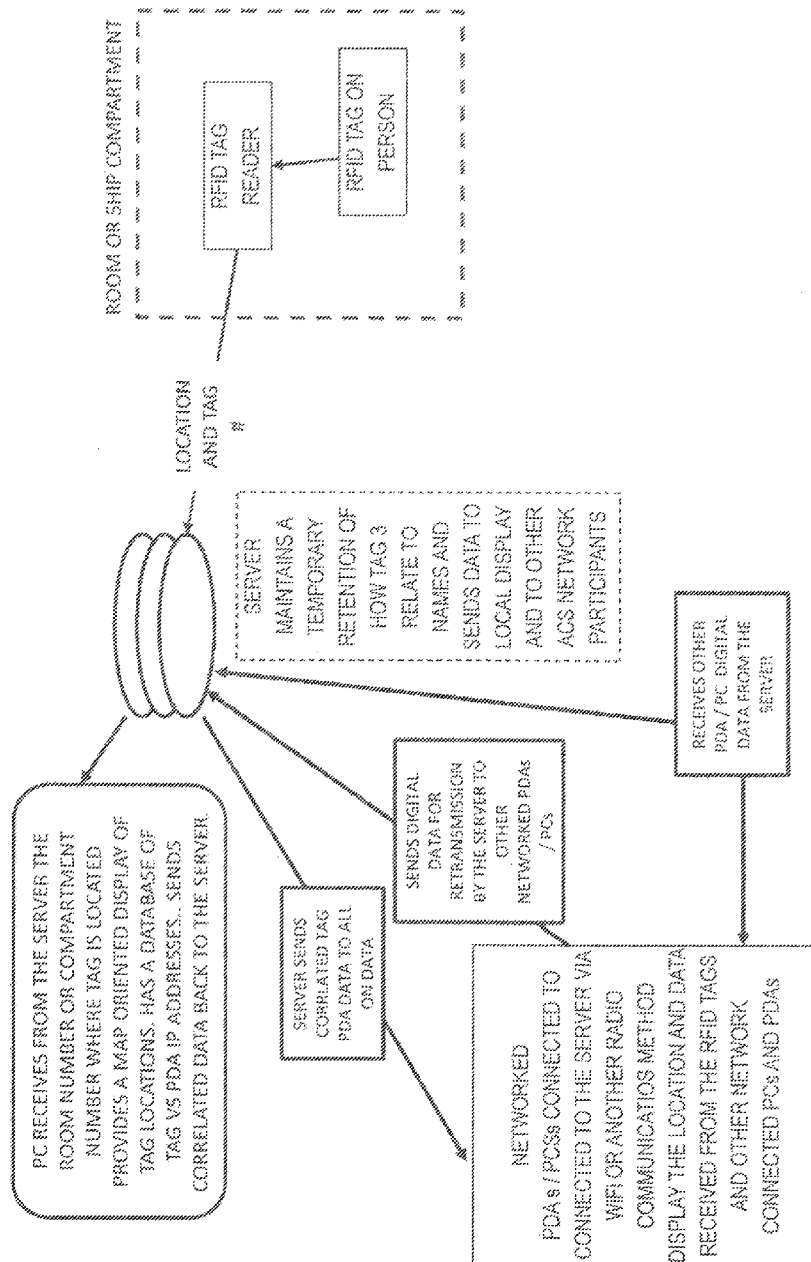 PC RECEIVES FROM THE SERVER THE
ROOM NUMBER OR COMPARTMENT
NUMBER WHERE TAG IS LOCATED
PROVIDES A MAP ORIENTED DISPLAY OF
TAG LOCATIONS. HAS A DATABASE OF
TAG VS PDA IP ADDRESSES.. SENDS
CORRELATED DATA BACK TO THE SERVER.
LOCATION
AND TAG
#
ROOM OR SHIP COMPARTMENT
RFID TAG
READER
RFID TAG ON
PERSON
SERVER
MAINTAINS A
TEMPORARY
RETENTION OF
HOW TAG 3
RELATE TO
NAMES AND
SENDS DATA TO
LOCAL DISPLAY
AND TO OTHER
ACS NETWORK
PARTICIPANTS
SERVER SENDS
CORRLATED TAG
PDA DATA TO ALL
ON DATA
SENDS DIGITAL
DATA FOR
RETRANSMISSION
BY THE SERVER TO
OTHER
NETWORKED PDAs
/ PCs
NETWORKED
PDA s / PCSs CONNECTED TO
CONNECTED TO THE SERVER VIA
WIFI OR ANOTHER RADIO
COMMUNICATIOS METHOD
DISPLAY THE LOCATION AND DATA
RECEIVED FROM THE RFID TAGS
AND OTHER NETWORK
CONNECTED PCs AND PDAs
RECEIVES OTHER
PDA / PC DIGITAL
DATA FROM THE
SERVER